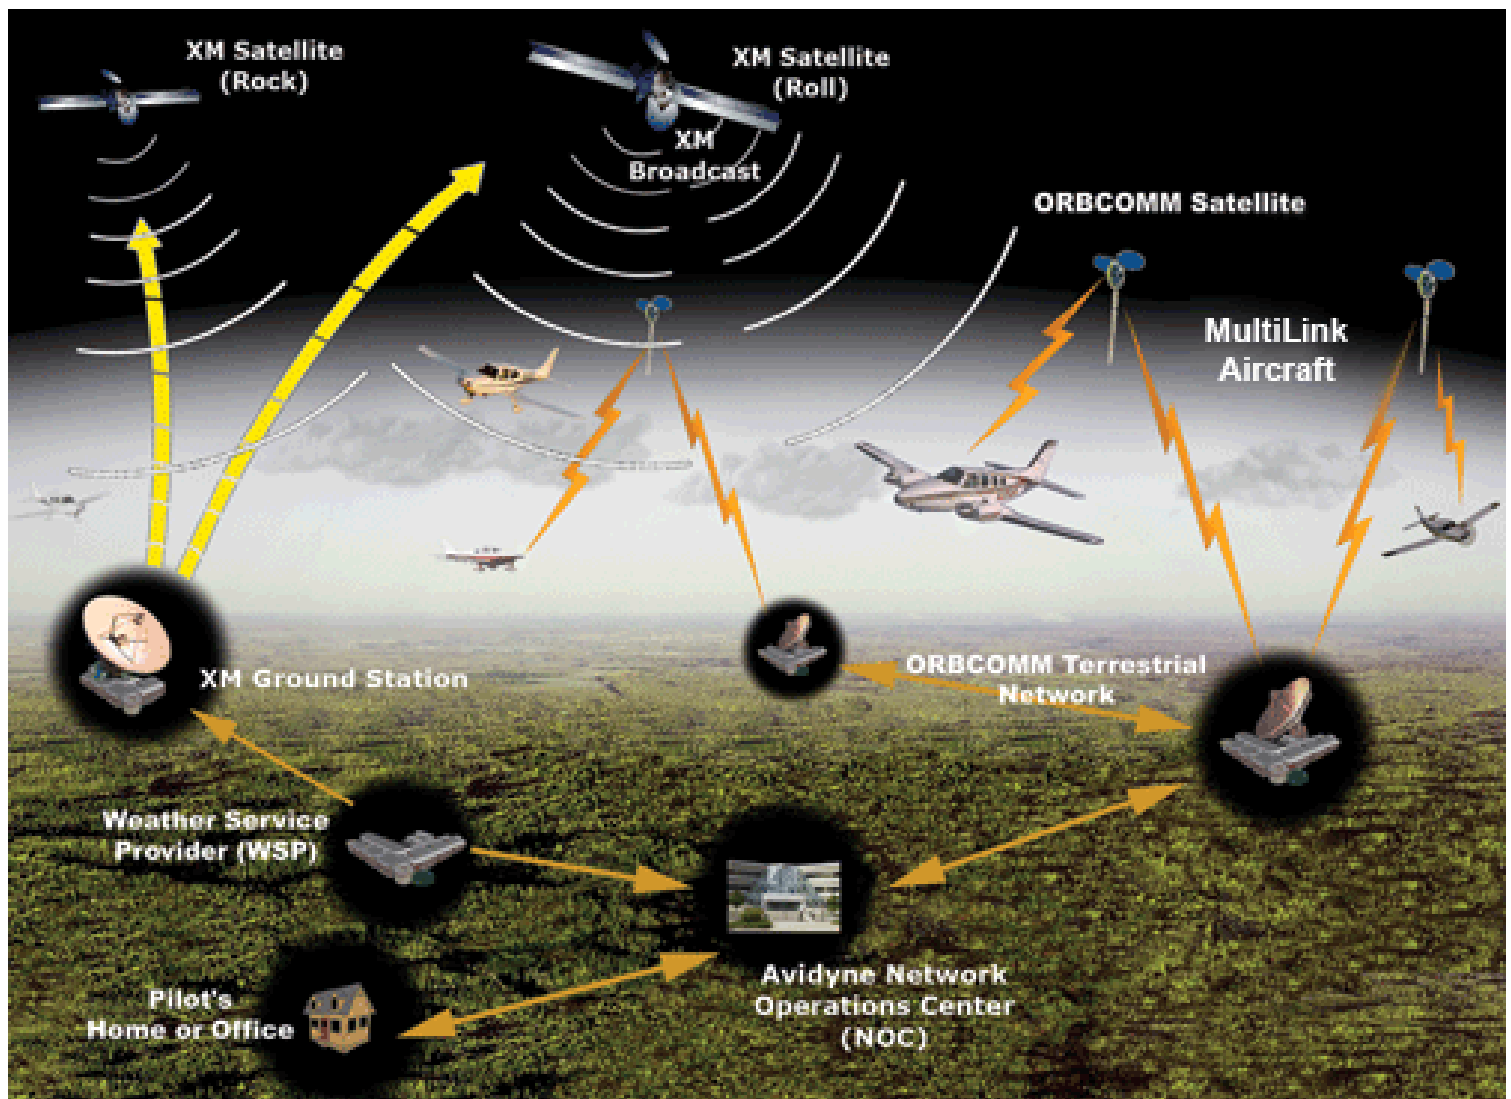 XM Satellite
(Rock)
XM Satellite
(Roll)
XM
Broadcast
ORBCOMM Satellite
MultiLink
Aircraft
XM Ground Station
ORBCOMM Terrestrial
Network
Weather Service
Provider (WSP)
Avidyne Network
Operations Center
(NOC)
Pilot's
Home or Office